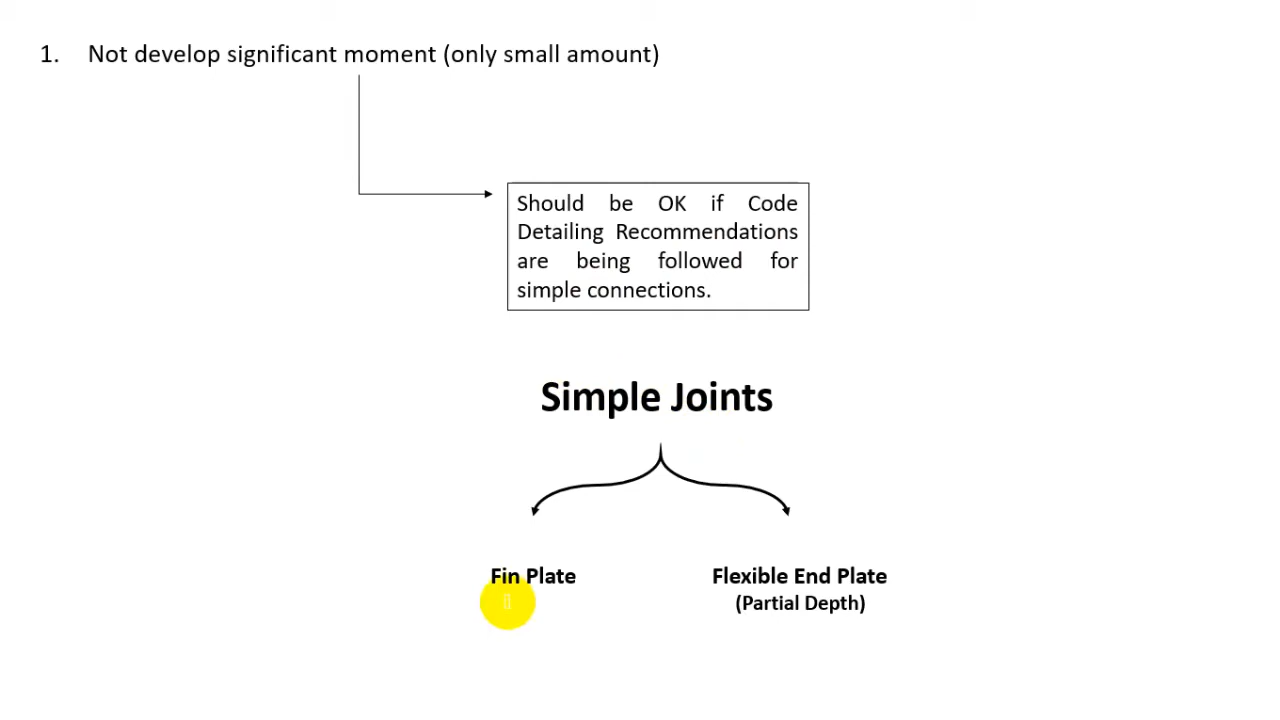 1. Not develop significant moment (only small amount)
Should be OK if Code
Detailing Recommendations
are being followed for
simple connections.
Simple Joints
Fin Plate
Flexible End Plate
(Partial Depth)